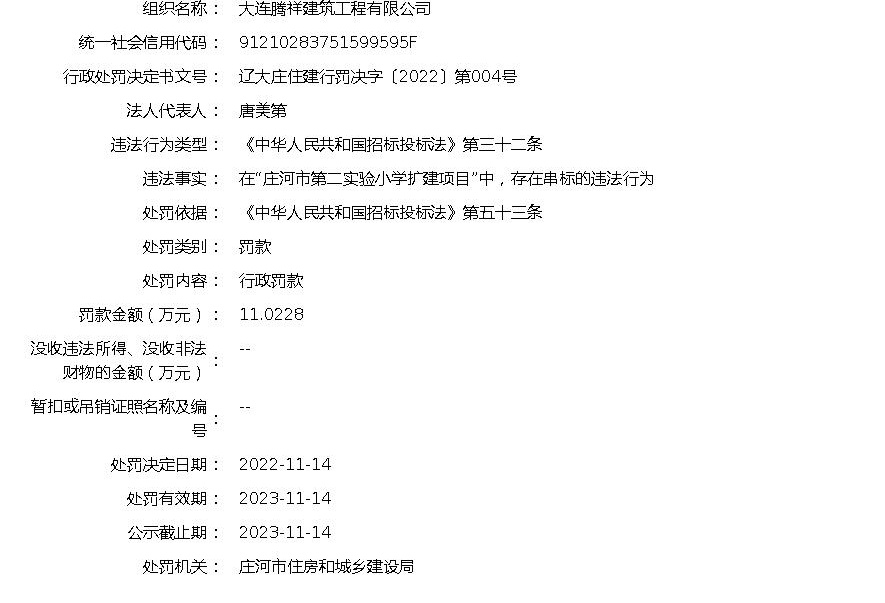 组织名称： 大连腾祥建筑工程有限公司
统一社会信用代码： 91210283751599595F
行政处罚决定书文号： 辽大庄住建行罚决字〔2022〕第004号
法人代表人： 唐美第
违法行为类型： 《中华人民共和国招标投标法》第三十二条
违法事实： 在“庄河市第二实验小学扩建项目”中，存在串标的违法行为
处罚依据： 《中华人民共和国招标投标法》第五十三条
处罚类别： 罚款
处罚内容： 行政罚款
罚款金额（万元）： 11.0228
没收违法所得、没收非法
财物的金额（万元）： --
暂扣或吊销证照名称及编
号： --
处罚决定日期： 2022-11-14
处罚有效期： 2023-11-14
公示截止期： 2023-11-14
处罚机关： 庄河市住房和城乡建设局